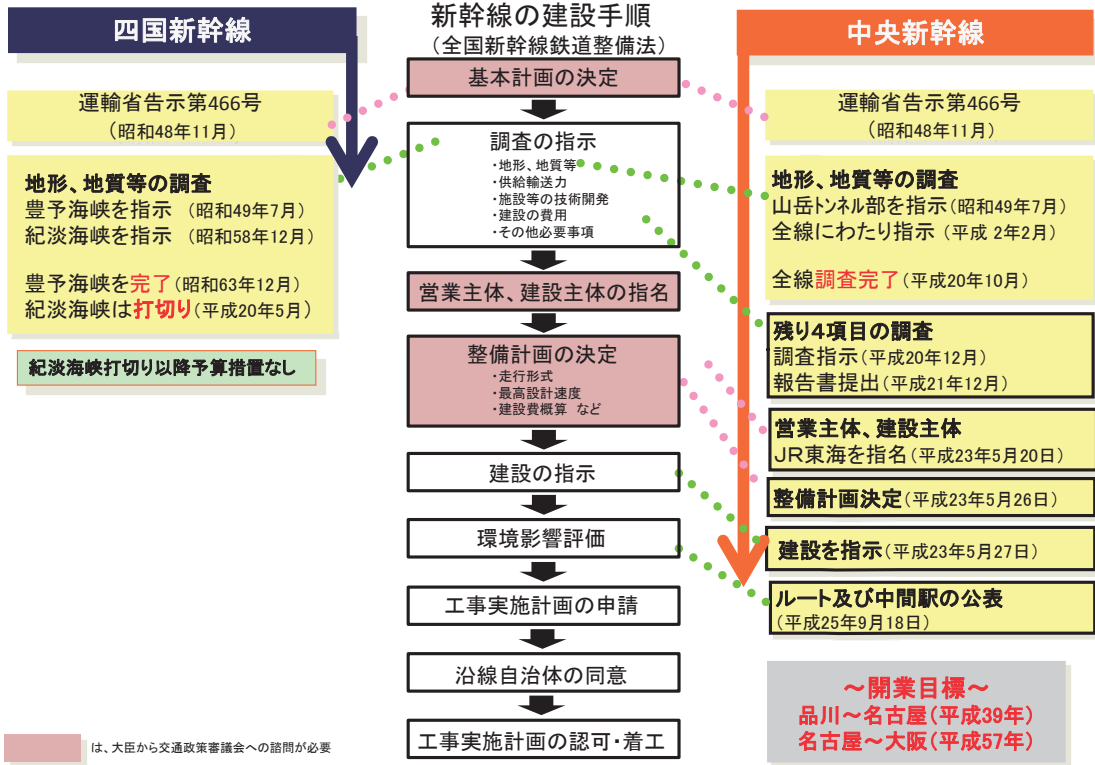 新幹線の建設手順
(全国新幹線鉄道整備法)
四国新幹線
運輸省告示第466号
(昭和48年11月)
地形、地質等の調査
豊予海峡を指示 (昭和49年7月)
紀淡海峡を指示 (昭和58年12月)
豊予海峡を完了(昭和63年12月)
紀淡海峡は打切り(平成20年5月)
紀淡海峡打切り以降予算措置なし
基本計画の決定
調査の指示
・地形、地質等
・供給輸送力
・施設等の技術開発
・建設の費用
・その他必要事項
営業主体、建設主体の指名
整備計画の決定
・走行形式
・最高設計速度
・建設費概算 など
建設の指示
環境影響評価
工事実施計画の申請
沿線自治体の同意
工事実施計画の認可・着工
は、大臣から交通政策審議会への諮問が必要
中央新幹線
運輸省告示第466号
(昭和48年11月)
地形、地質等の調査
山岳トンネル部を指示(昭和49年7月)
全線にわたり指示 (平成 2年2月)
全線調査完了(平成20年10月)
残り4項目の調査
調査指示(平成20年12月)
報告書提出(平成21年12月)
営業主体、建設主体
JR東海を指名(平成23年5月20日)
整備計画決定(平成23年5月26日)
建設を指示(平成23年5月27日)
ルート及び中間駅の公表
(平成25年9月18日)
～開業目標～
品川～名古屋(平成39年)
名古屋～大阪(平成57年)